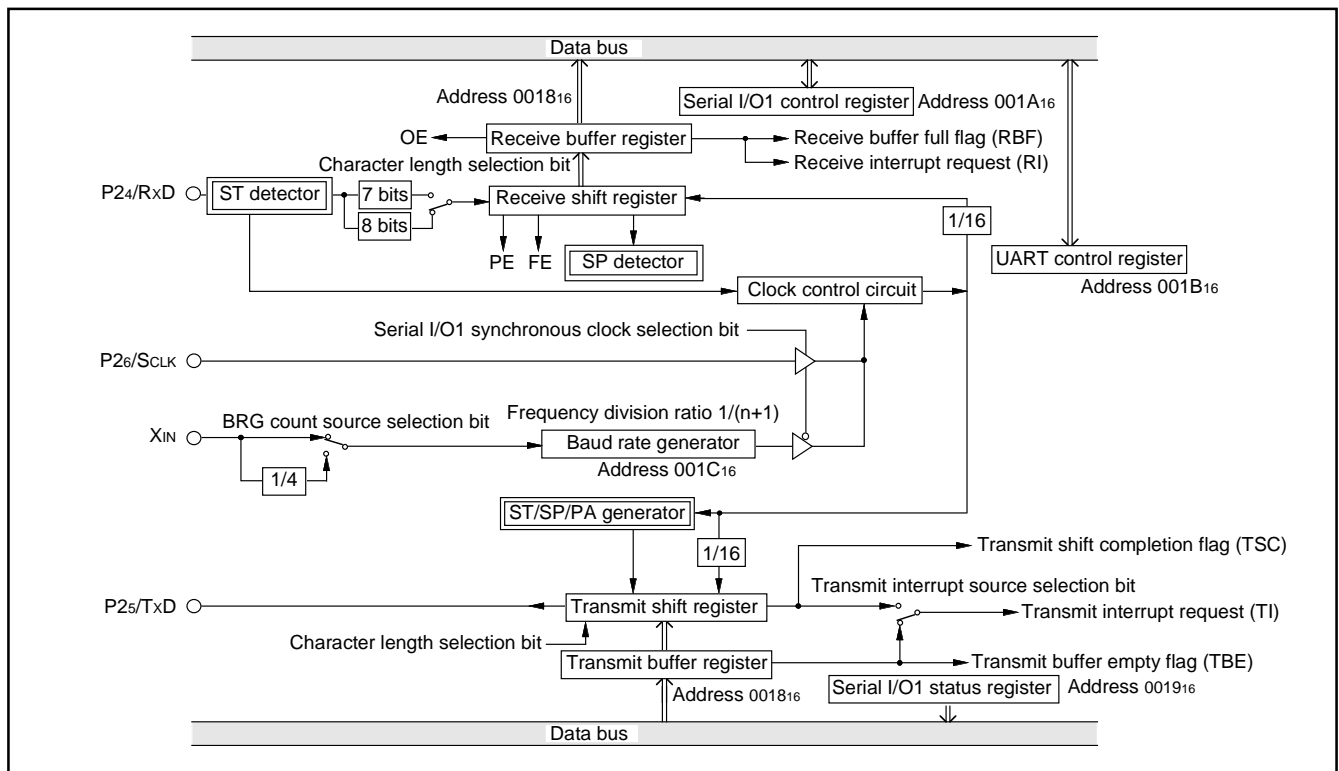 Data bus
Address 001816
Serial I/O1 control register
Address 001A16
OE
Receive buffer register
Receive buffer full flag (RBF)
Receive interrupt request (RI)
Character length selection bit
P24/RXD
ST detector
7 bits
8 bits
Receive shift register
1/16
PE
FE
SP detector
UART control register
Address 001B16
Clock control circuit
Serial I/O1 synchronous clock selection bit
P26/SCLK
XIN
BRG count source selection bit
Frequency division ratio 1/(n+1)
Baud rate generator
Address 001C16
1/4
ST/SP/PA generator
1/16
Transmit shift completion flag (TSC)
Transmit interrupt source selection bit
P25/TXD
Transmit shift register
Transmit interrupt request (TI)
Character length selection bit
Transmit buffer register
Transmit buffer empty flag (TBE)
Address 001816
Serial I/O1 status register
Address 001916
Data bus